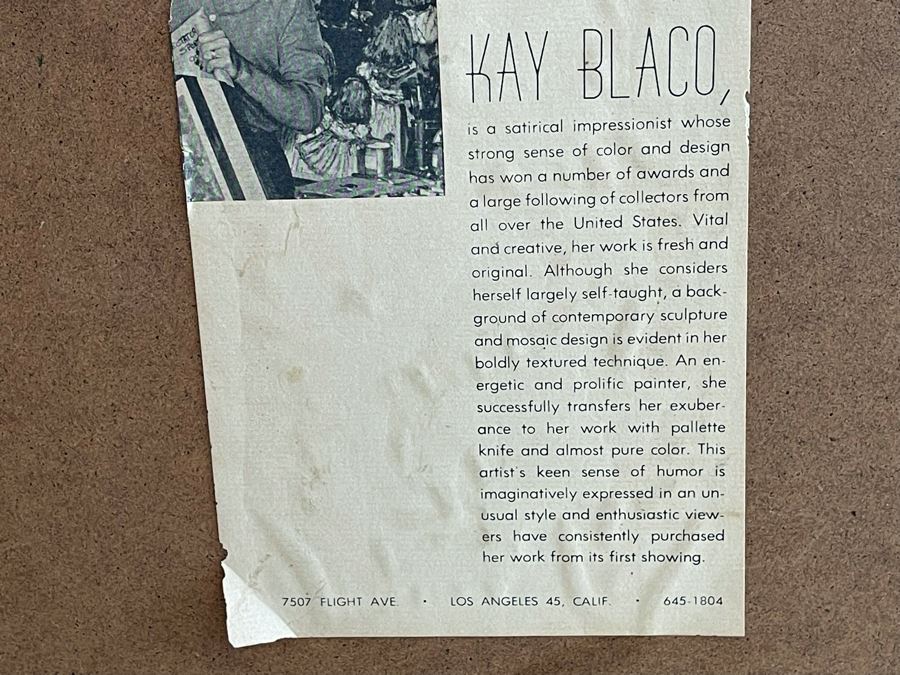 KAY BLACO,
is a satirical impressionist whose
strong sense of color and design
has won a number of awards and
a large following of collectors from
all over the United States. Vital
and creative, her work is fresh and
original. Although she considers
herself largely self-taught, a back-
ground of contemporary sculpture
and mosaic design is evident in her
boldly textured technique. An en-
ergetic and prolific painter, she
successfully transfers her exuber-
ance to her work with pallette
knife and almost pure color. This
artist's keen sense of humor is
imaginatively expressed in an un-
usual style and enthusiastic view-
ers have consistently purchased
her work from its first showing.
7507 FLIGHT AVE. · LOS ANGELES 45, CALIF. · 645-1804